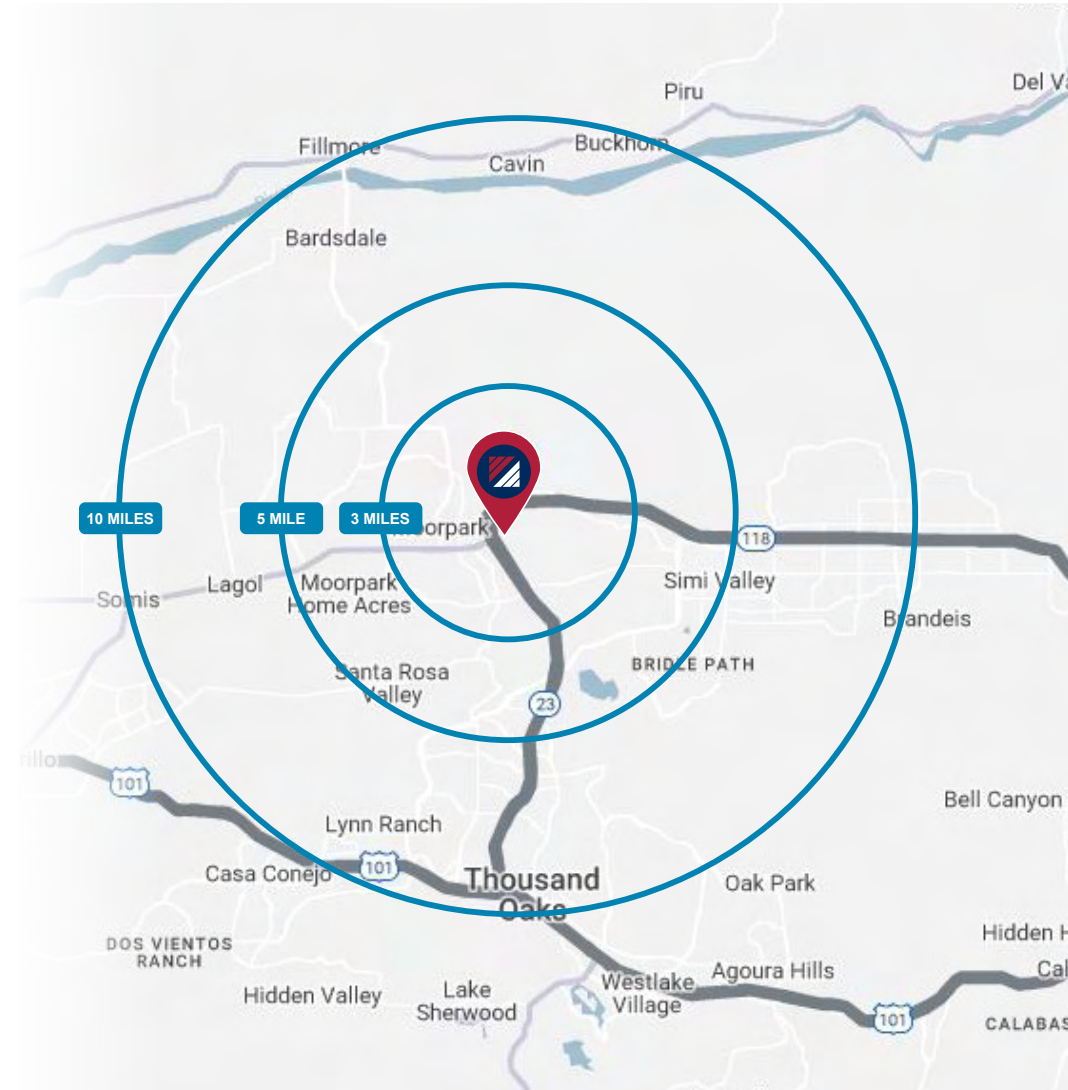 Piru
Del Va
Fillmore
Buckhorn
Cavin
Bardsdale
10 MILES
5 MILE
3 MILES
Moorpark
118
Simi Valley
Lagol
Moorpark
Home Acres
Somis
Brandeis
BRIDLE PATH
Santa Rosa
Valley
23
rillo
101
Bell Canyon
Lynn Ranch
101
Casa Conejo
Thousand
Oaks
Oak Park
Hidden H
DOS VIENTOS
RANCH
Cal
Agoura Hills
Westlake
Village
Hidden Valley
Lake
Sherwood
101
CALABAS